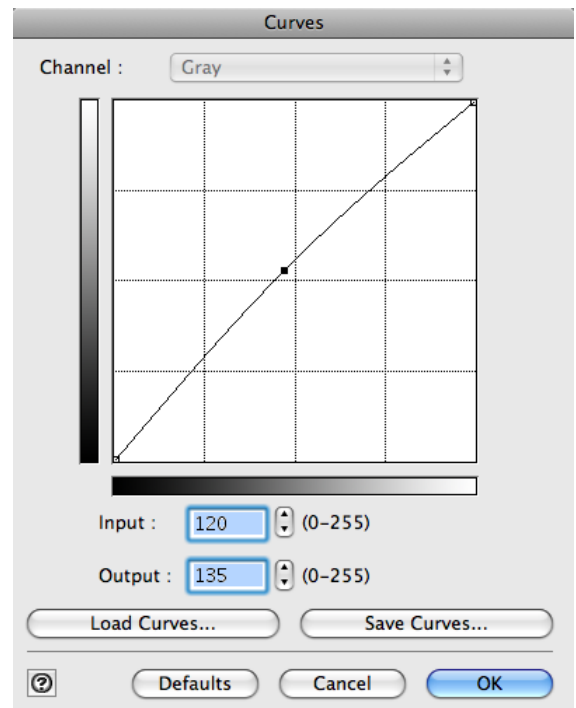 Curves
Channel : Gray
Input : 120 (0-255)
Output : 135 (0-255)
Load Curves... Save Curves...
? Defaults Cancel OK